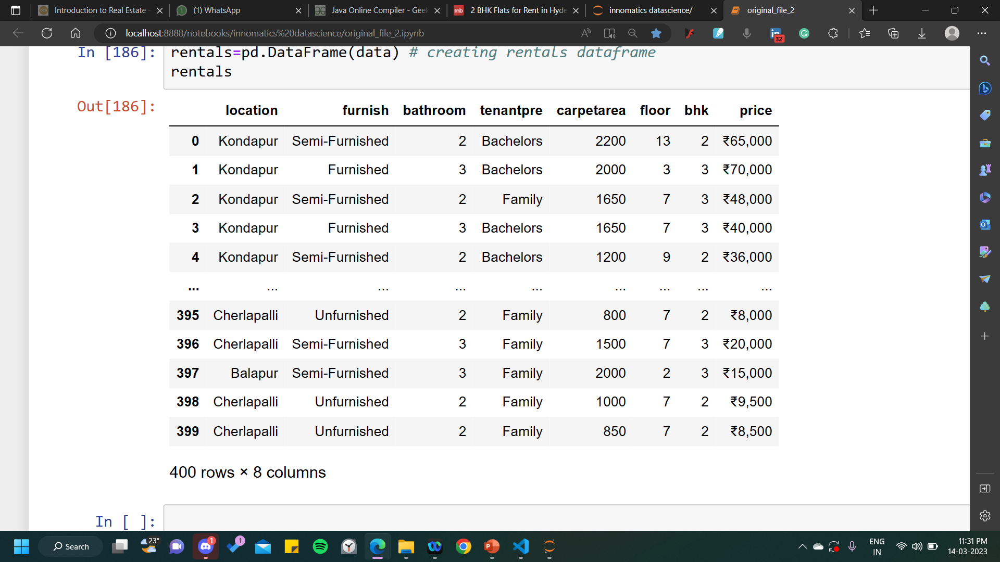 Introduction to Real Estate -
(1) WhatsApp
Java Online Compiler - Geek
mb 2 BHK Flats for Rent in Hyde
innomatics datascience/
original_file_2
localhost:8888/notebooks/innomatics%20datascience/original_file_2.ipynb
32
In [186]: rentals=pd.DataFrame(data) # creating rentals dataframe
rentals
Out[186]:
location furnish bathroom tenantpre carpetarea floor bhk price
0 Kondapur Semi-Furnished 2 Bachelors 2200 13 2 ₹65,000
1 Kondapur Furnished 3 Bachelors 2000 3 3 ₹70,000
2 Kondapur Semi-Furnished 2 Family 1650 7 3 ₹48,000
3 Kondapur Furnished 3 Bachelors 1650 7 3 ₹40,000
4 Kondapur Semi-Furnished 2 Bachelors 1200 9 2 ₹36,000
... ... ... ... ... ... ... ... ...
395 Cherlapalli Unfurnished 2 Family 800 7 2 ₹8,000
396 Cherlapalli Semi-Furnished 3 Family 1500 7 3 ₹20,000
397 Balapur Semi-Furnished 3 Family 2000 2 3 ₹15,000
398 Cherlapalli Unfurnished 2 Family 1000 7 2 ₹9,500
399 Cherlapalli Unfurnished 2 Family 850 7 2 ₹8,500
400 rows × 8 columns
In [ ]:
Search
23°
1
1
ENG
IN
11:31 PM
14-03-2023